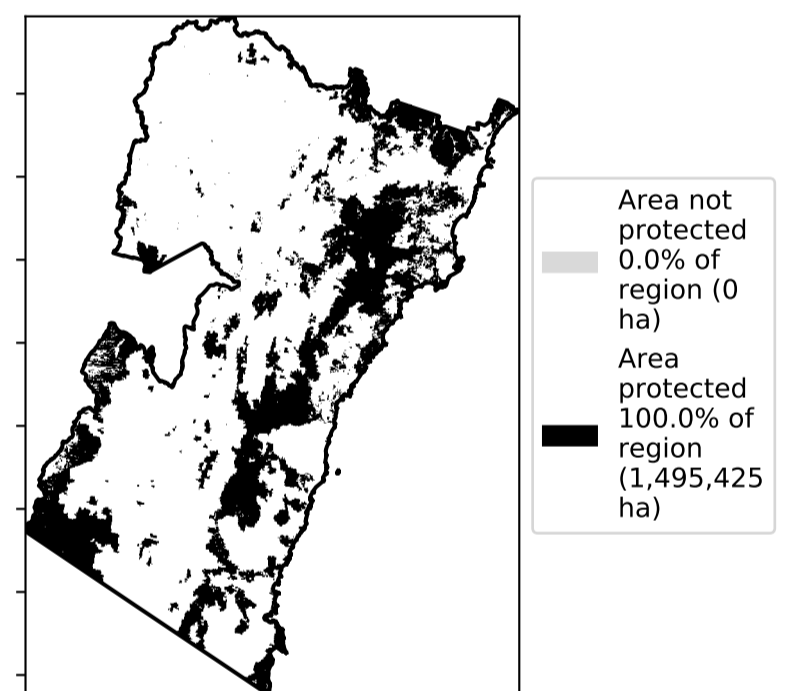 Area not
protected
0.0% of
region (0
ha)
Area
protected
100.0% of
region
(1,495,425
ha)